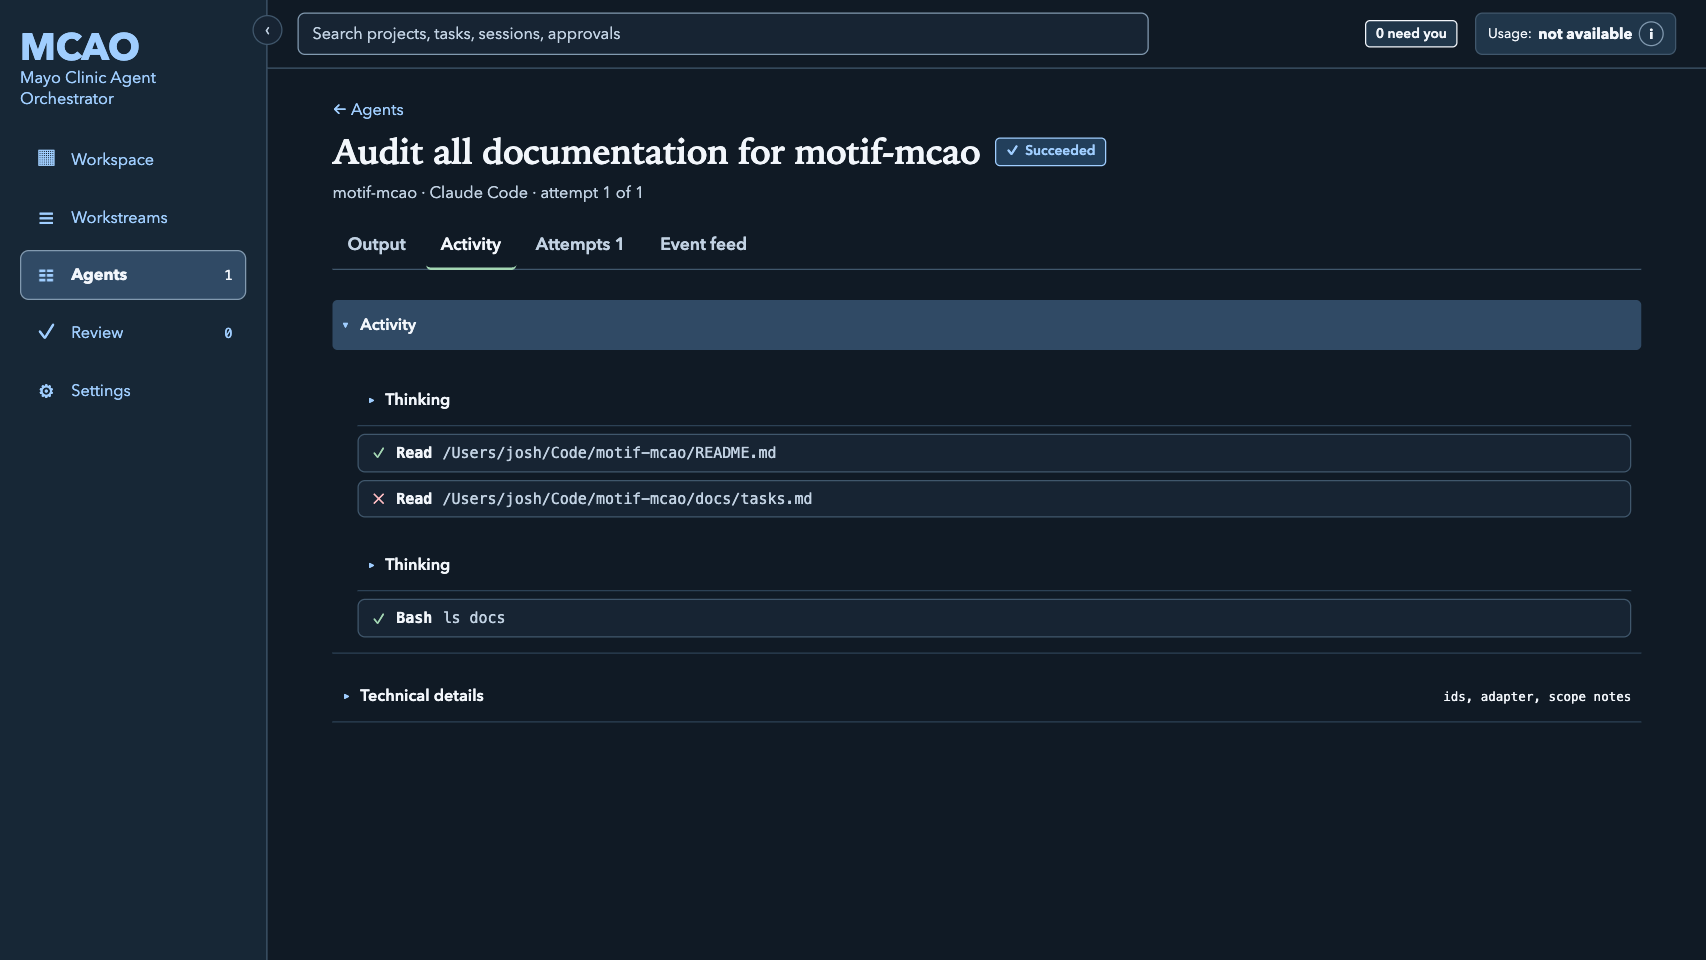 MCAO
Mayo Clinic Agent
Orchestrator
Workspace
Workstreams
Agents 1
Review 0
Settings
‹
Search projects, tasks, sessions, approvals
0 need you
Usage: not available i
← Agents
Audit all documentation for motif-mcao ✓ Succeeded
motif-mcao · Claude Code · attempt 1 of 1
Output Activity Attempts 1 Event feed
▾ Activity
▸ Thinking
✓ Read /Users/josh/Code/motif-mcao/README.md
✕ Read /Users/josh/Code/motif-mcao/docs/tasks.md
▸ Thinking
✓ Bash ls docs
▸ Technical details ids, adapter, scope notes